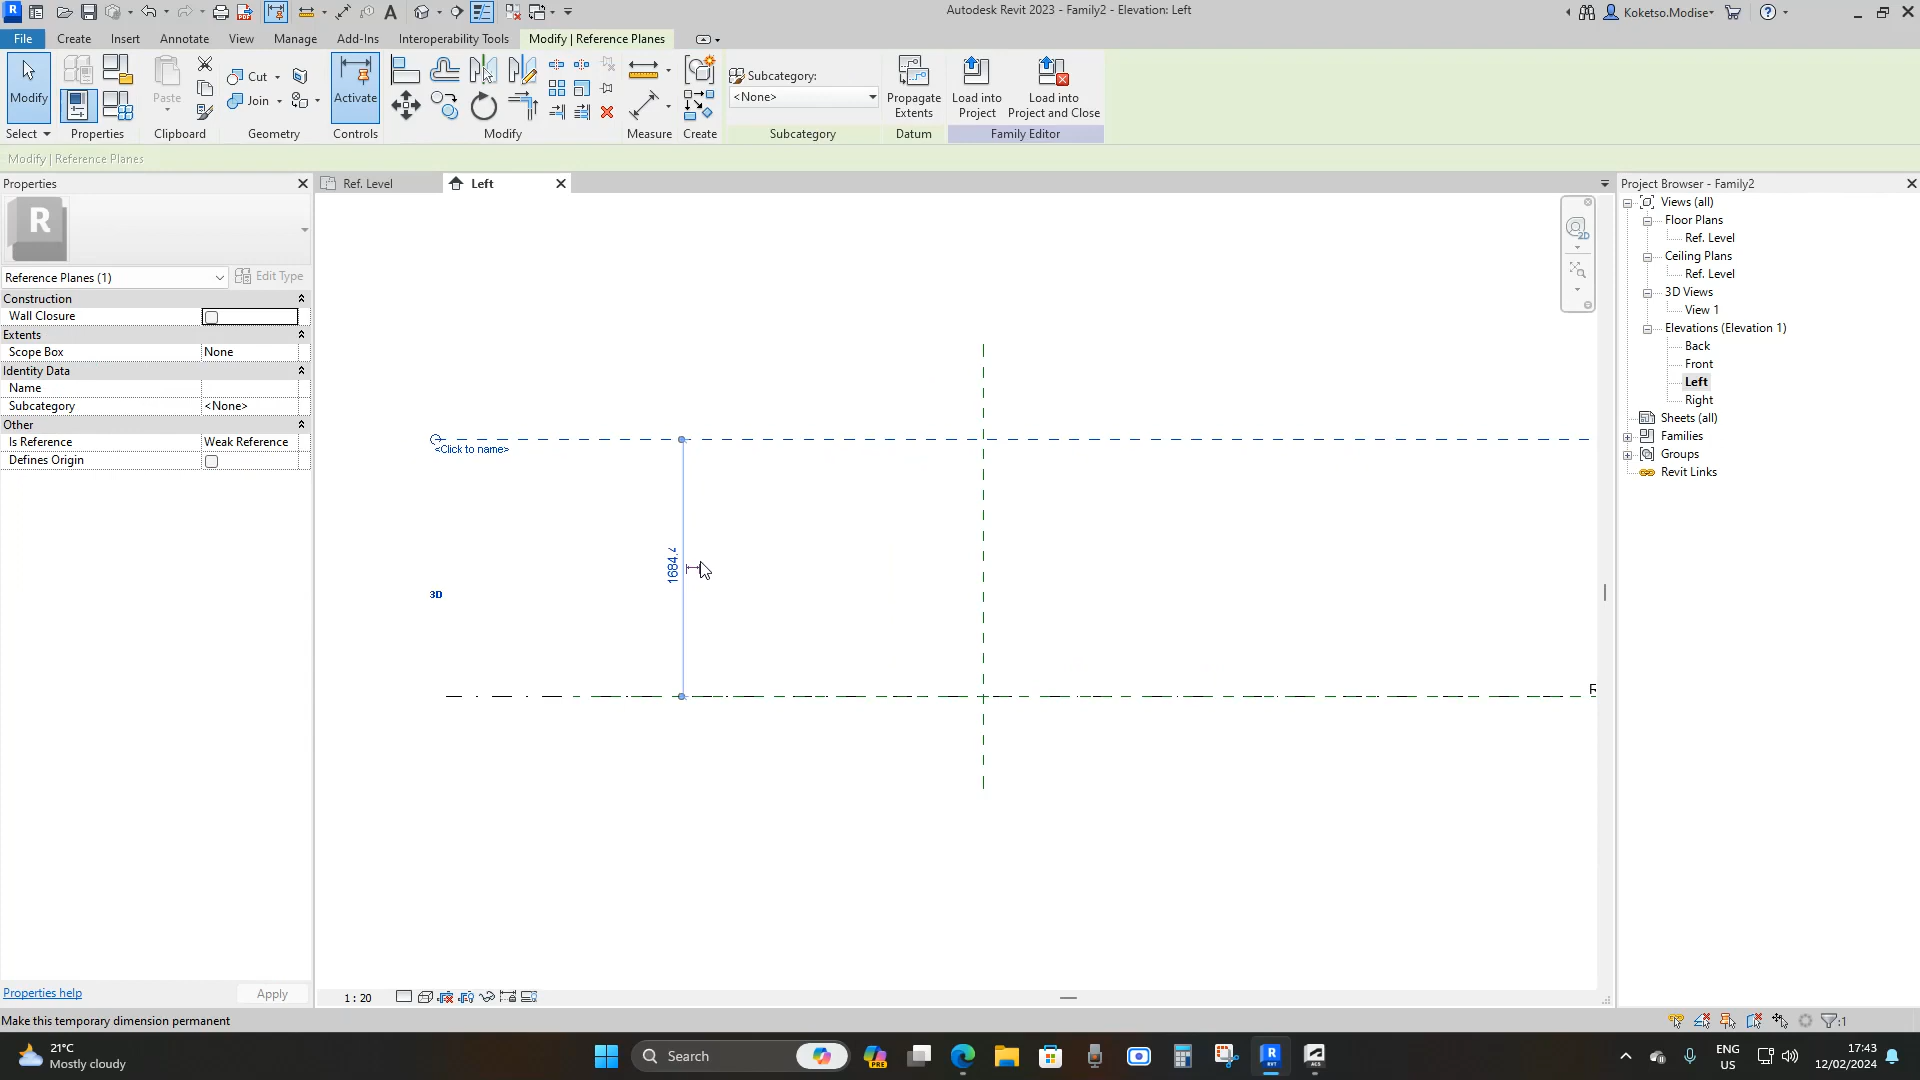 Autodesk Revit 2023 - Family2 - Elevation: Left
Koketso.Modise
File
Create
Insert
Annotate
View
Manage
Add-Ins
Interoperability Tools
Modify | Reference Planes
Modify
Paste
Cut
Join
Activate
Subcategory:
<None>
Propagate
Extents
Load into
Project
Load into
Project and Close
Select
Properties
Clipboard
Geometry
Controls
Modify
Measure
Create
Subcategory
Datum
Family Editor
Modify | Reference Planes
Properties
R
Reference Planes (1)
Edit Type
Construction
Wall Closure
Extents
Scope Box
None
Identity Data
Name
Subcategory
<None>
Other
Is Reference
Weak Reference
Defines Origin
Properties help
Apply
Ref. Level
Left
<Click to name>
1684.4
3D
R
2D
1 : 20
Project Browser - Family2
Views (all)
Floor Plans
Ref. Level
Ceiling Plans
Ref. Level
3D Views
View 1
Elevations (Elevation 1)
Back
Front
Left
Right
Sheets (all)
Families
Groups
Revit Links
Make this temporary dimension permanent
:1
21°C
Mostly cloudy
Search
PRE
ENG
US
17:43
12/02/2024